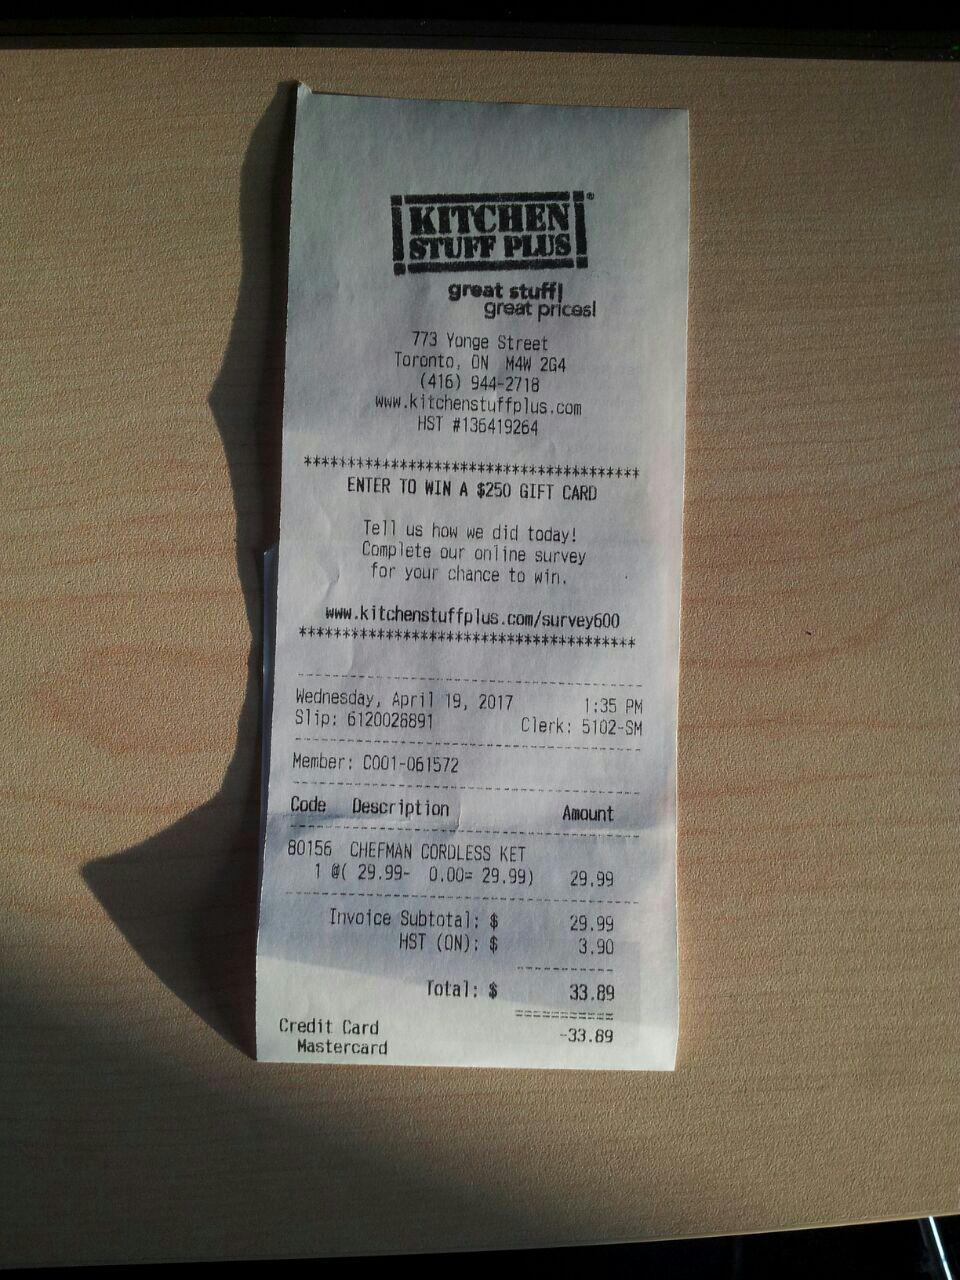 KITCHEN
STUFF PLUS®
great stuff!
great prices!
773 Yonge Street
Toronto, ON M4W 2G4
(416) 944-2718
www.kitchenstuffplus.com
HST #136419264
***************************************
ENTER TO WIN A $250 GIFT CARD
Tell us how we did today!
Complete our online survey
for your chance to win.
www.kitchenstuffplus.com/survey600
***************************************
Wednesday, April 19, 2017 1:35 PM
Slip: 6120026891 Clerk: 5102-SM
Member: C001-061572
Code Description Amount
80156 CHEFMAN CORDLESS KET
1 @( 29.99- 0.00= 29.99) 29.99
Invoice Subtotal: $ 29.99
HST (ON): $ 3.90
Total: $ 33.89
Credit Card -33.89
Mastercard